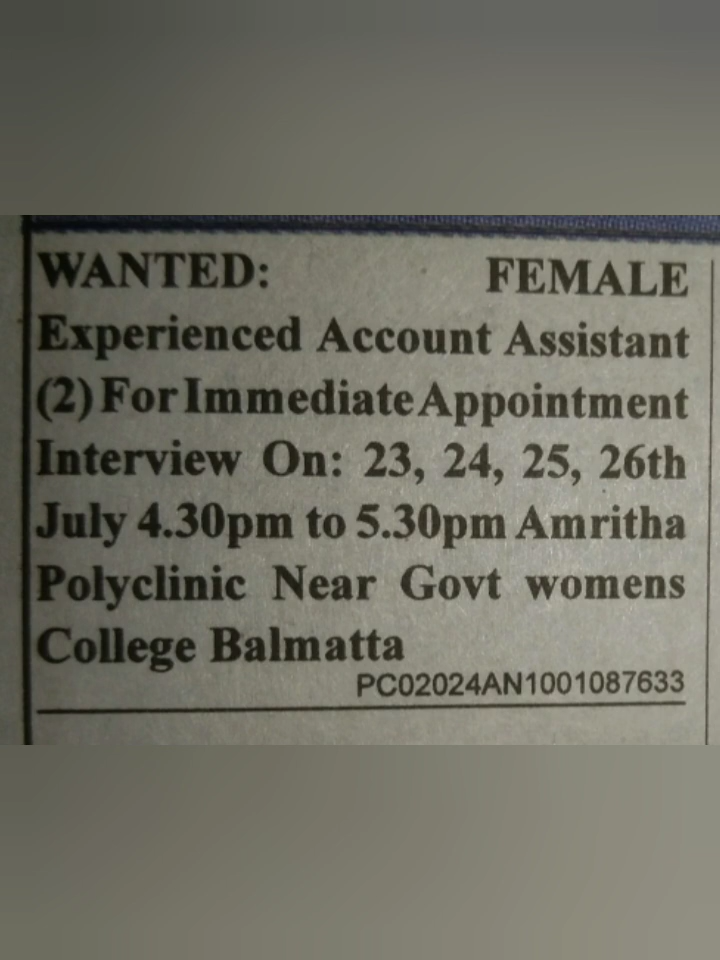 WANTED: FEMALE
Experienced Account Assistant
(2) For Immediate Appointment
Interview On: 23, 24, 25, 26th
July 4.30pm to 5.30pm Amritha
Polyclinic Near Govt womens
College Balmatta
PC02024AN1001087633